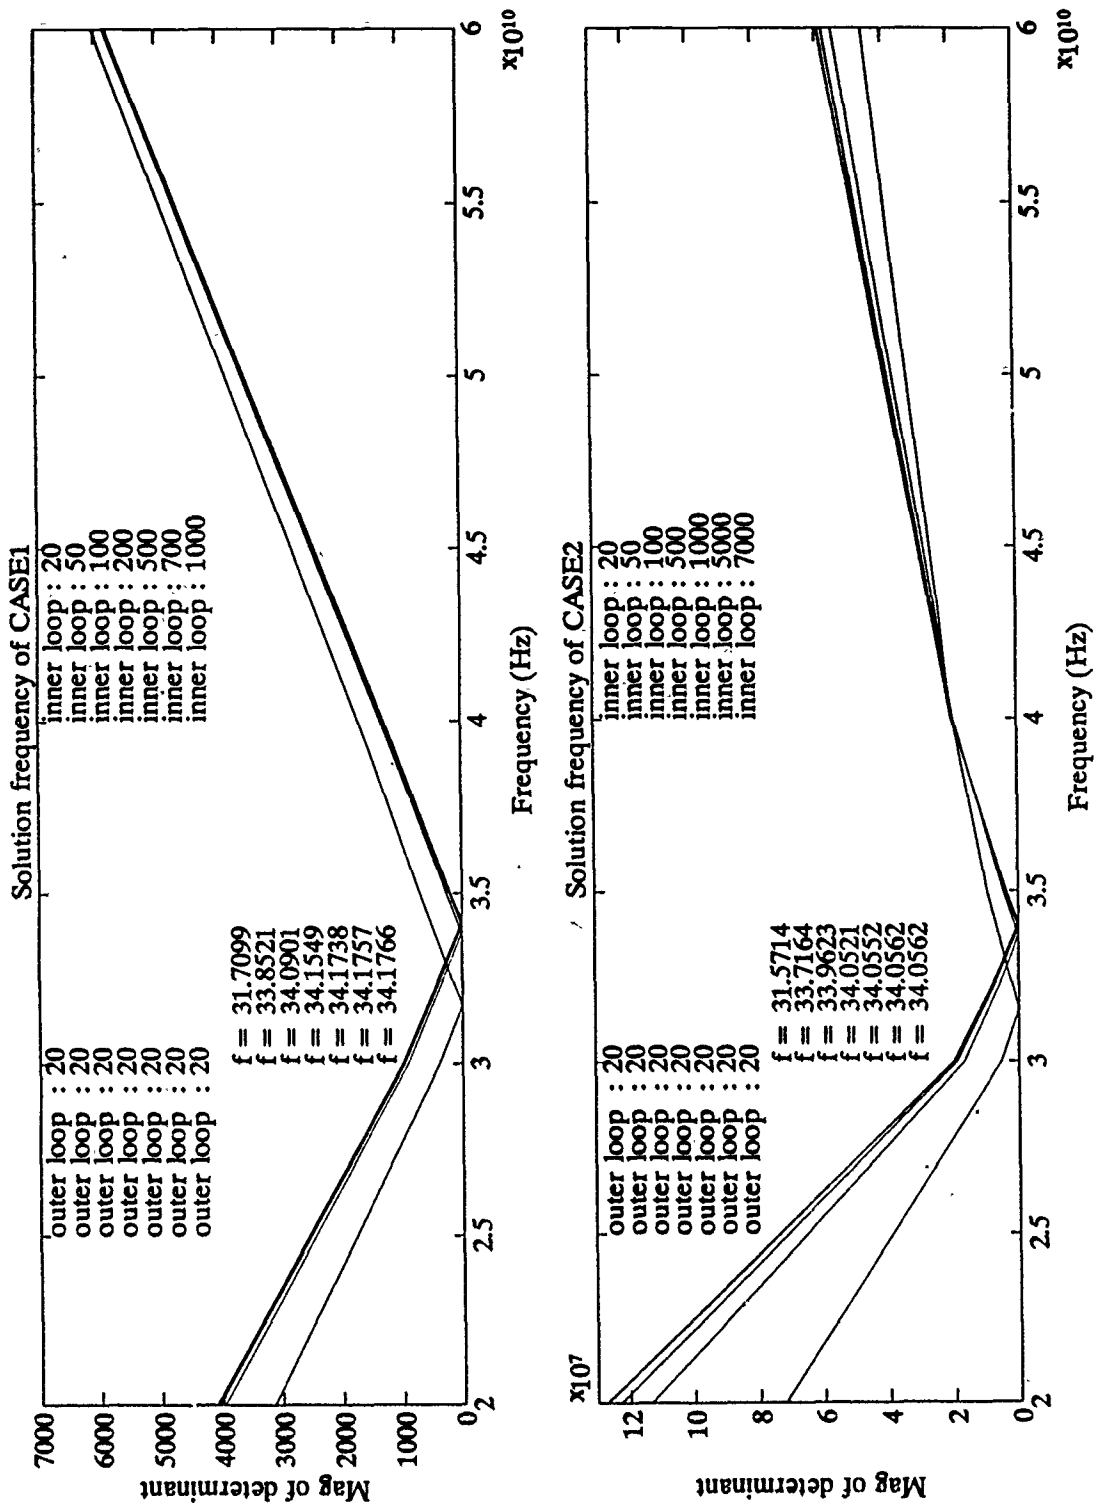 Solution frequency of CASE1
outer loop : 20
outer loop : 20
outer loop : 20
outer loop : 20
outer loop : 20
outer loop : 20
outer loop : 20
inner loop : 20
inner loop : 50
inner loop : 100
inner loop : 200
inner loop : 500
inner loop : 700
inner loop : 1000
f = 31.7099
f = 33.8521
f = 34.0901
f = 34.1549
f = 34.1738
f = 34.1757
f = 34.1766
7000
6000
5000
4000
3000
2000
1000
0
Mag of determinant
2
2.5
3
3.5
4
4.5
5
5.5
6
x10^10
Frequency (Hz)
Solution frequency of CASE2
x10^7
outer loop : 20
outer loop : 20
outer loop : 20
outer loop : 20
outer loop : 20
outer loop : 20
outer loop : 20
inner loop : 20
inner loop : 50
inner loop : 100
inner loop : 500
inner loop : 1000
inner loop : 5000
inner loop : 7000
f = 31.5714
f = 33.7164
f = 33.9623
f = 34.0521
f = 34.0552
f = 34.0562
f = 34.0562
12
10
8
6
4
2
0
Mag of determinant
2
2.5
3
3.5
4
4.5
5
5.5
6
x10^10
Frequency (Hz)